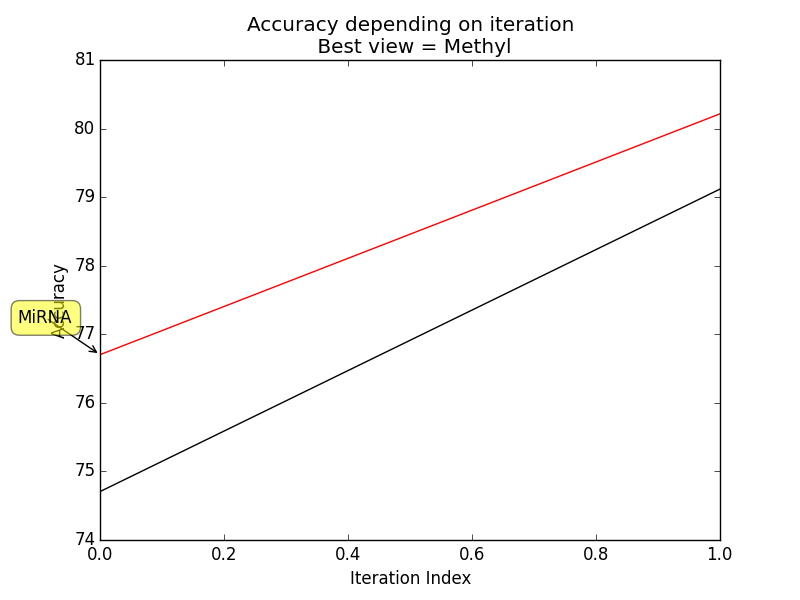 Accuracy depending on iteration
Best view = Methyl
81
80
79
78
77
76
75
74
Accuracy
MiRNA
0.0 0.2 0.4 0.6 0.8 1.0
Iteration Index